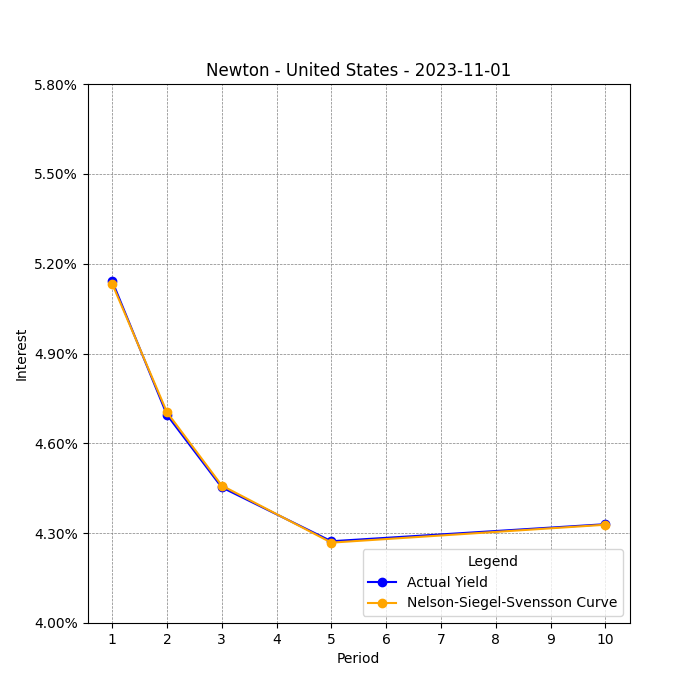 Newton - United States - 2023-11-01
5.80%
5.50%
5.20%
4.90%
4.60%
4.30%
4.00%
Interest
1 2 3 4 5 6 7 8 9 10
Period
Legend
Actual Yield
Nelson-Siegel-Svensson Curve